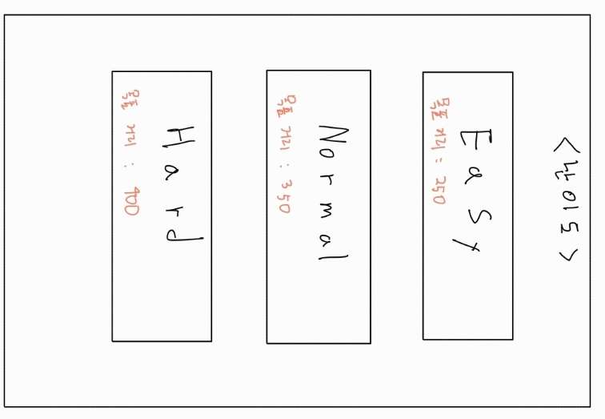 <난이도>
Easy
목표 거리 : 250
Normal
목표 거리 : 350
Hard
목표 거리 : 400